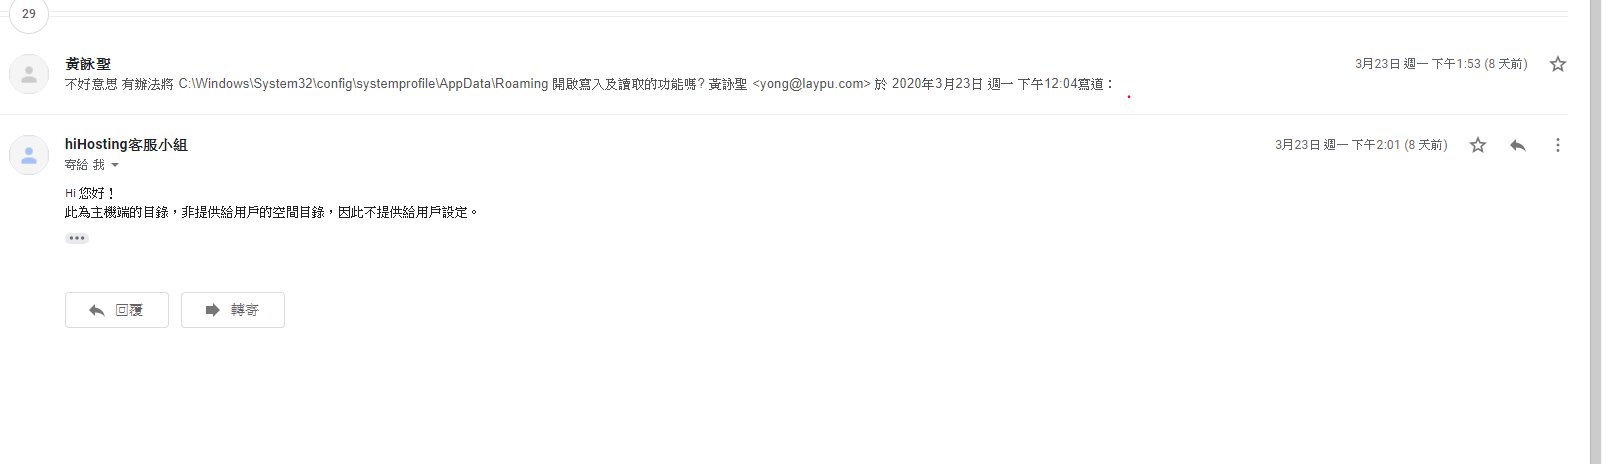 29
黃詠聖
3月23日 週一 下午1:53 (8 天前)
不好意思 有辦法將 C:\Windows\System32\config\systemprofile\AppData\Roaming 開啟寫入及讀取的功能嗎? 黃詠聖 <yong@laypu.com> 於 2020年3月23日 週一 下午12:04寫道：
hiHosting客服小組
3月23日 週一 下午2:01 (8 天前)
寄給 我
Hi 您好！
此為主機端的目錄，非提供給用戶的空間目錄，因此不提供給用戶設定。
回覆
轉寄